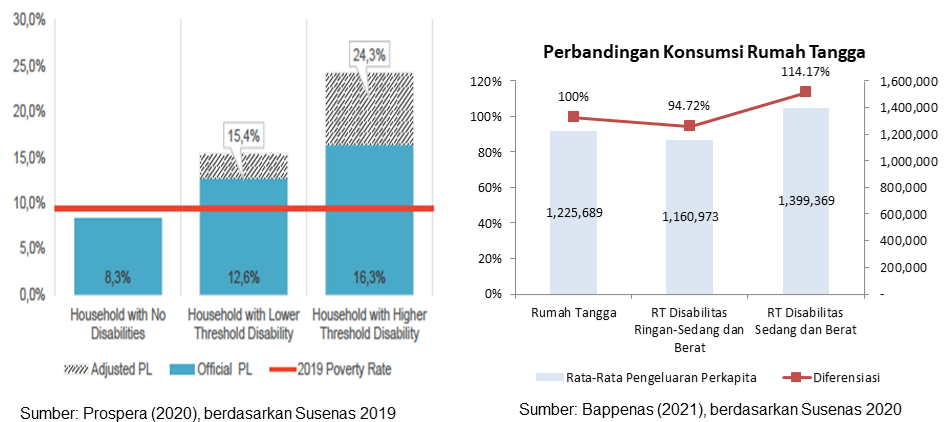 30,0%
25,0%
20,0%
15,0%
10,0%
5,0%
0,0%
24,3%
15,4%
8,3%
12,6%
16,3%
Household with No
Disabilities
Household with Lower
Threshold Disability
Household with Higher
Threshold Disability
Adjusted PL
Official PL
2019 Poverty Rate
Sumber: Prospera (2020), berdasarkan Susenas 2019
Perbandingan Konsumsi Rumah Tangga
120%
100%
80%
60%
40%
20%
0%
100%
94.72%
114.17%
1,225,689
1,160,973
1,399,369
1,600,000
1,400,000
1,200,000
1,000,000
800,000
600,000
400,000
200,000
-
Rumah Tangga
RT Disabilitas
Ringan-Sedang dan
Berat
RT Disabilitas
Sedang dan Berat
Rata-Rata Pengeluaran Perkapita
Diferensiasi
Sumber: Bappenas (2021), berdasarkan Susenas 2020